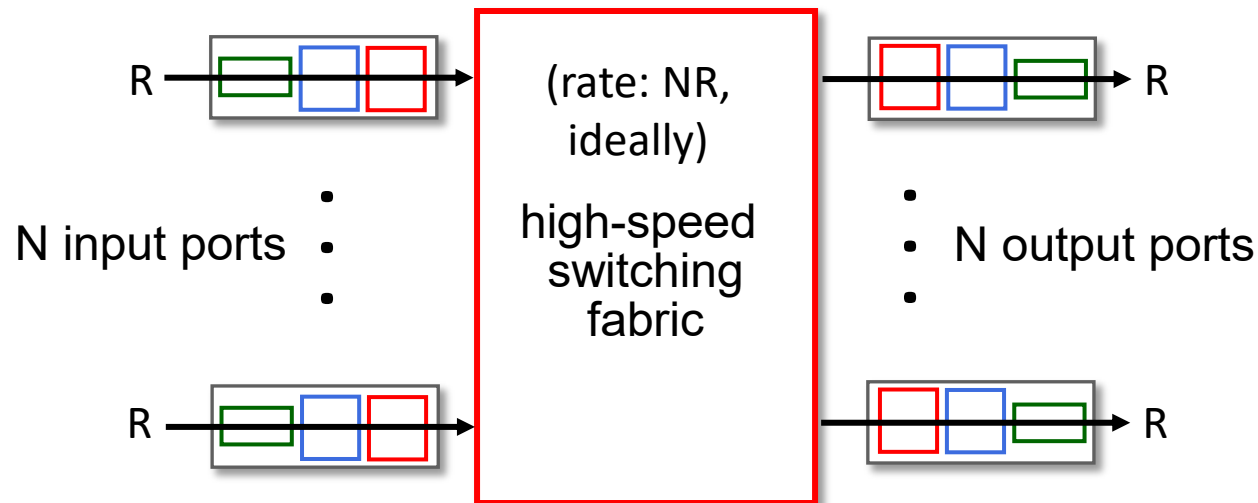 R
(rate: NR,
ideally)
R
N input ports
high-speed
switching
fabric
N output ports
R
R